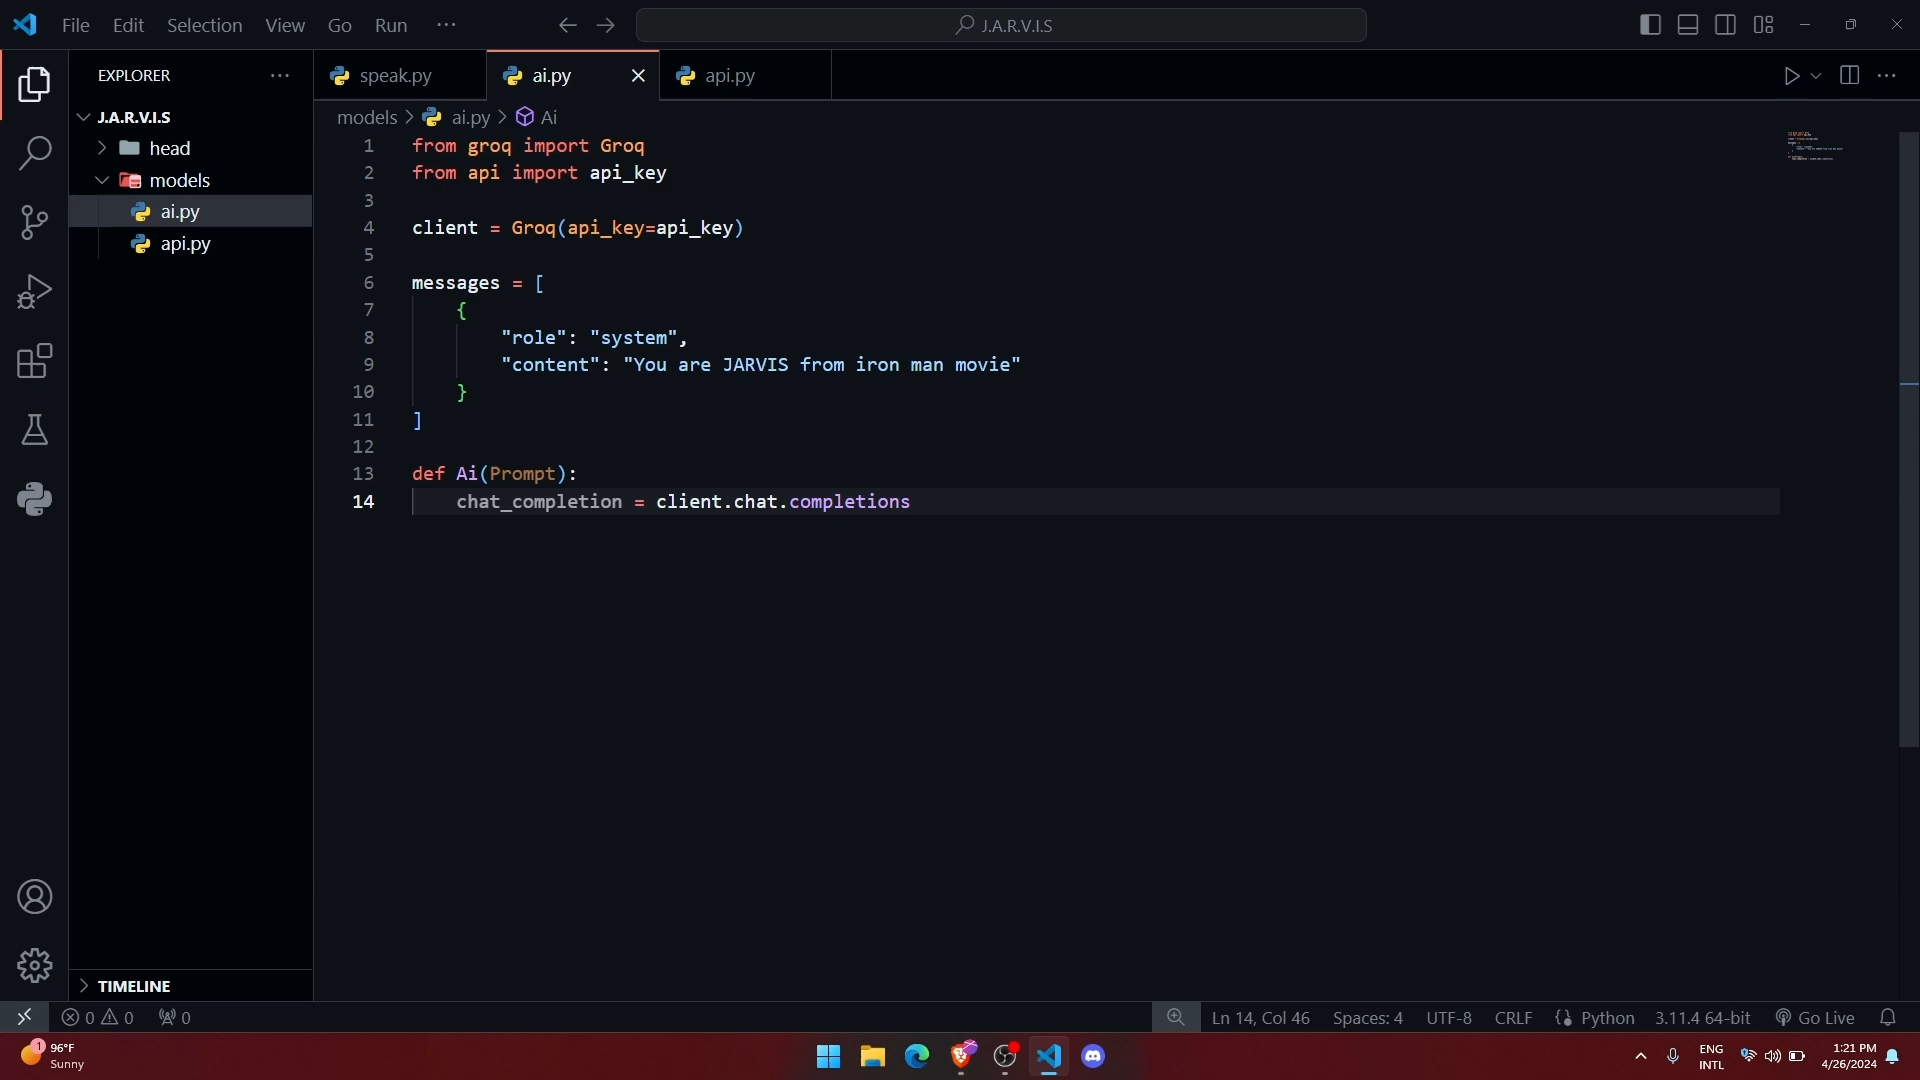 File Edit Selection View Go Run ··· J.A.R.V.I.S
EXPLORER ···
speak.py ai.py api.py
J.A.R.V.I.S
head
models
ai.py
api.py
models > ai.py > Ai
1 from groq import Groq
2 from api import api_key
3
4 client = Groq(api_key=api_key)
5
6 messages = [
7     {
8         "role": "system",
9         "content": "You are JARVIS from iron man movie"
10     }
11 ]
12
13 def Ai(Prompt):
14     chat_completion = client.chat.completions
TIMELINE
0 0 0 Ln 14, Col 46 Spaces: 4 UTF-8 CRLF Python 3.11.4 64-bit Go Live
1 96°F
Sunny
ENG
INTL
1:21 PM
4/26/2024